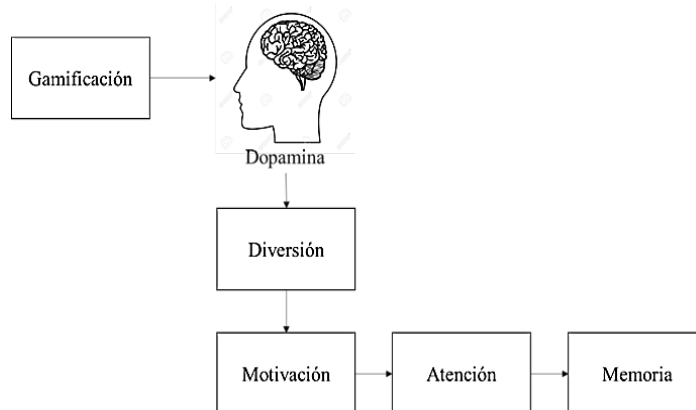 Gamificación
Dopamina
Diversión
Motivación
Atención
Memoria